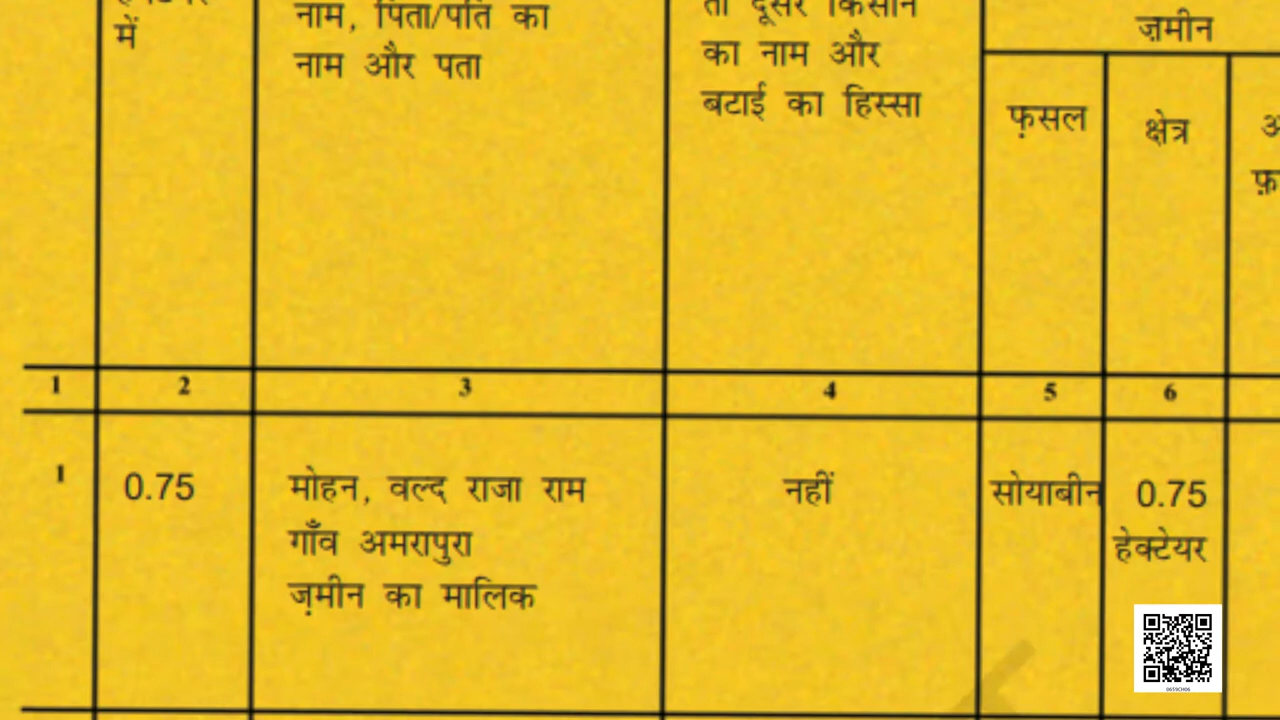 में
नाम, पिता/पति का
नाम और पता
तो दूसरे किसान
का नाम और
बटाई का हिस्सा
ज़मीन
फ़सल
क्षेत्र
1 2 3 4 5 6
1 0.75 मोहन, वल्द राजा राम नहीं सोयाबीन 0.75
गाँव अमरापुरा हेक्टेयर
ज़मीन का मालिक